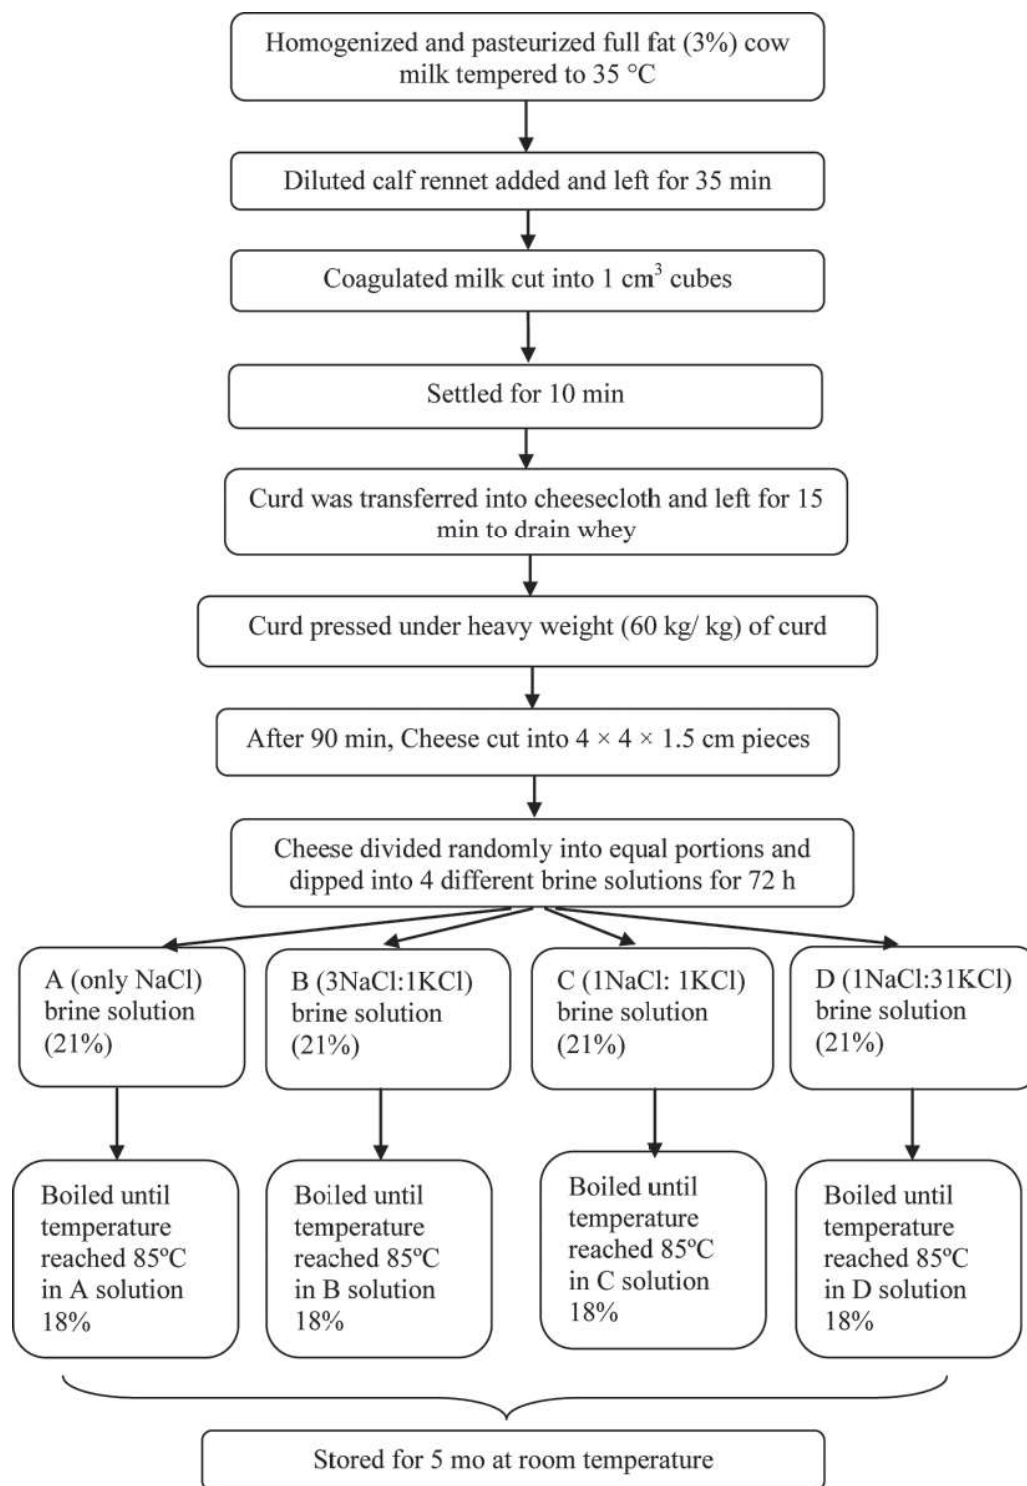 Homogenized and pasteurized full fat (3%) cow
milk tempered to 35 °C
Diluted calf rennet added and left for 35 min
Coagulated milk cut into 1 cm³ cubes
Settled for 10 min
Curd was transferred into cheesecloth and left for 15
min to drain whey
Curd pressed under heavy weight (60 kg/ kg) of curd
After 90 min, Cheese cut into 4 × 4 × 1.5 cm pieces
Cheese divided randomly into equal portions and
dipped into 4 different brine solutions for 72 h
A (only NaCl)
brine solution
(21%)
B (3NaCl:1KCl)
brine solution
(21%)
C (1NaCl: 1KCl)
brine solution
(21%)
D (1NaCl:31KCl)
brine solution
(21%)
Boiled until
temperature
reached 85ºC
in A solution
18%
Boiled until
temperature
reached 85ºC
in B solution
18%
Boiled until
temperature
reached 85ºC
in C solution
18%
Boiled until
temperature
reached 85ºC
in D solution
18%
Stored for 5 mo at room temperature